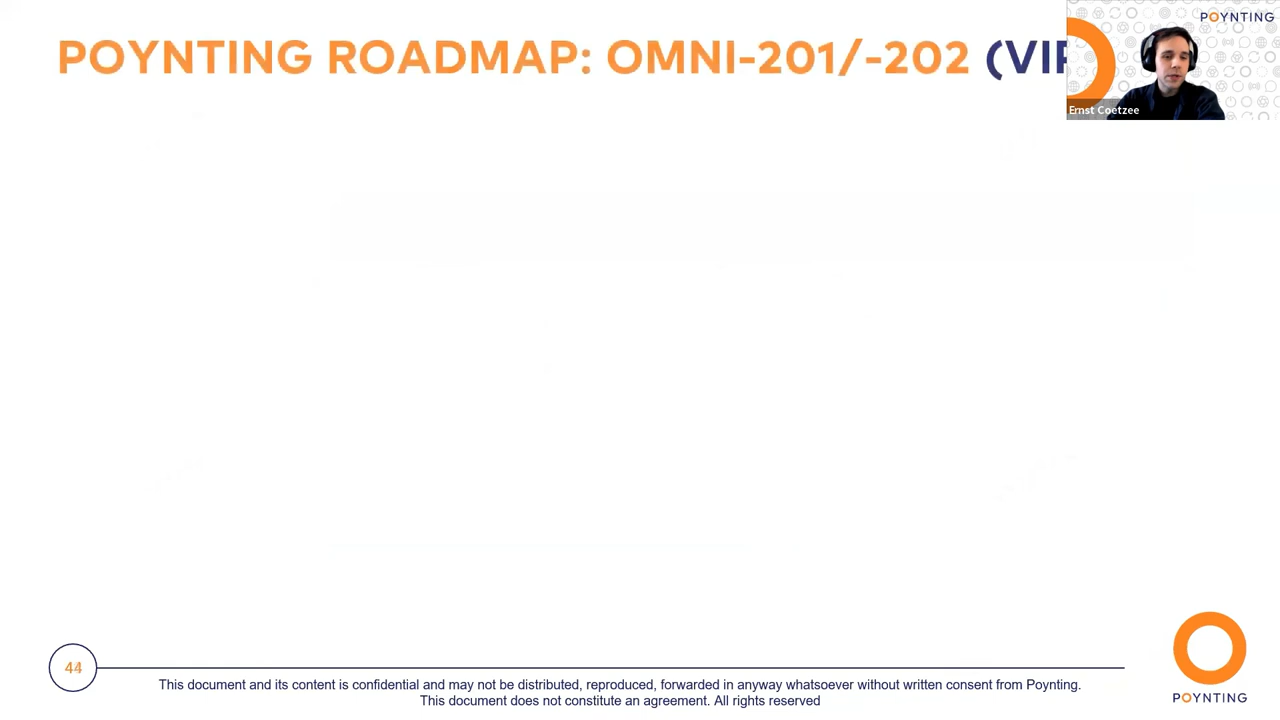 POYNTING ROADMAP: OMNI-201/-202 (VIP
POYNTING
Ernst Coetzee
44
This document and its content is confidential and may not be distributed, reproduced, forwarded in anyway whatsoever without written consent from Poynting.
This document does not constitute an agreement. All rights reserved
POYNTING